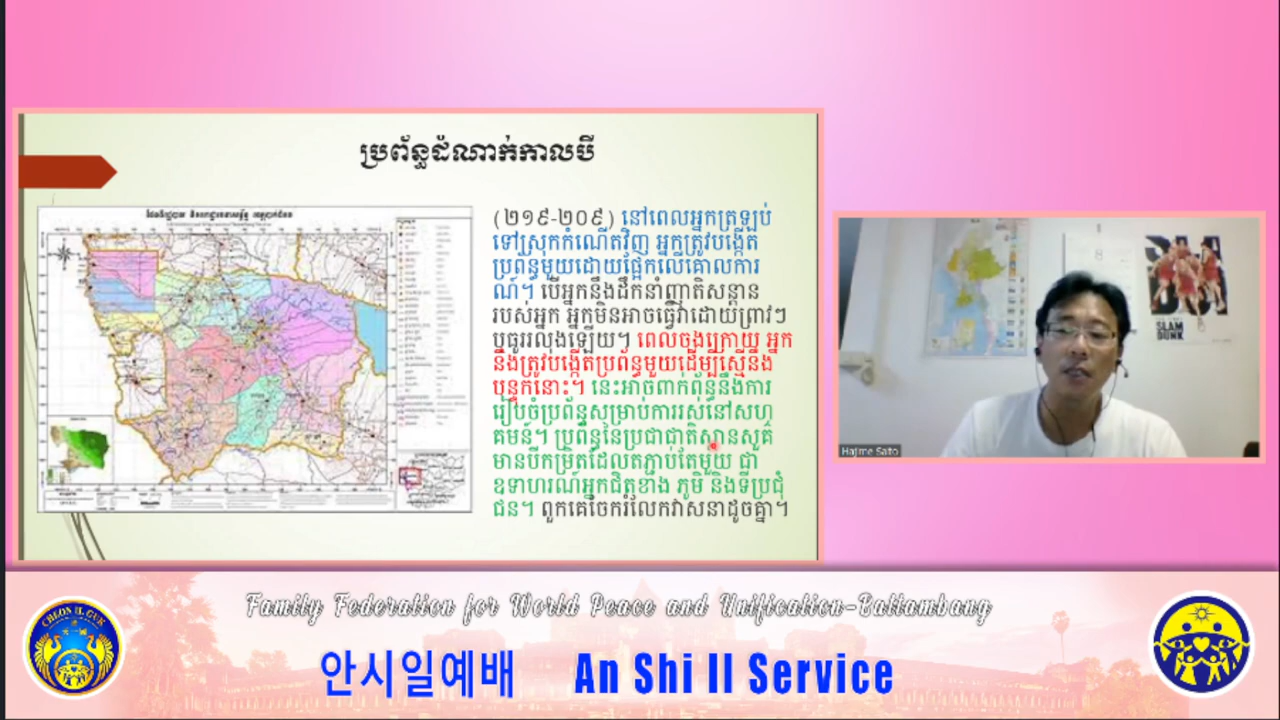 ប្រព័ន្ធដំណាក់កាលបី
(២១៩-២០៩) នៅពេលអ្នកត្រឡប់
ទៅស្រុកកំណើតវិញ អ្នកត្រូវបង្កើត
ប្រព័ន្ធមួយដោយផ្អែកលើគោលការ
ណ៍។ បើអ្នកនឹងដឹកនាំញាតិសន្តាន
របស់អ្នក អ្នកមិនអាចធ្វើវាដោយព្រាវៗ
ឬធូររលុងឡើយ។ ពេលចុងក្រោយ អ្នក
នឹងត្រូវបង្កើតប្រព័ន្ធមួយដើម្បីស្មើនឹង
បន្ទុកនោះ។ នេះអាចពាក់ព័ន្ធនឹងការ
រៀបចំប្រព័ន្ធសម្រាប់ការរស់នៅសហ
គមន៍។ ប្រព័ន្ធនៃប្រជាជាតិស្ថានសួគ៌
មានបីកម្រិតដែលតភ្ជាប់តែមួយ ជា
ឧទាហរណ៍អ្នកជិតខាង ភូមិ និងទីប្រជុំ
ជន។ ពួកគេចែករំលែកវាសនាដូចគ្នា។
SLAM
DUNK
8
Hajime Saito
Family Federation for World Peace and Unification-Battambang
CHEON IL GUK
안시일예배 An Shi Il Service